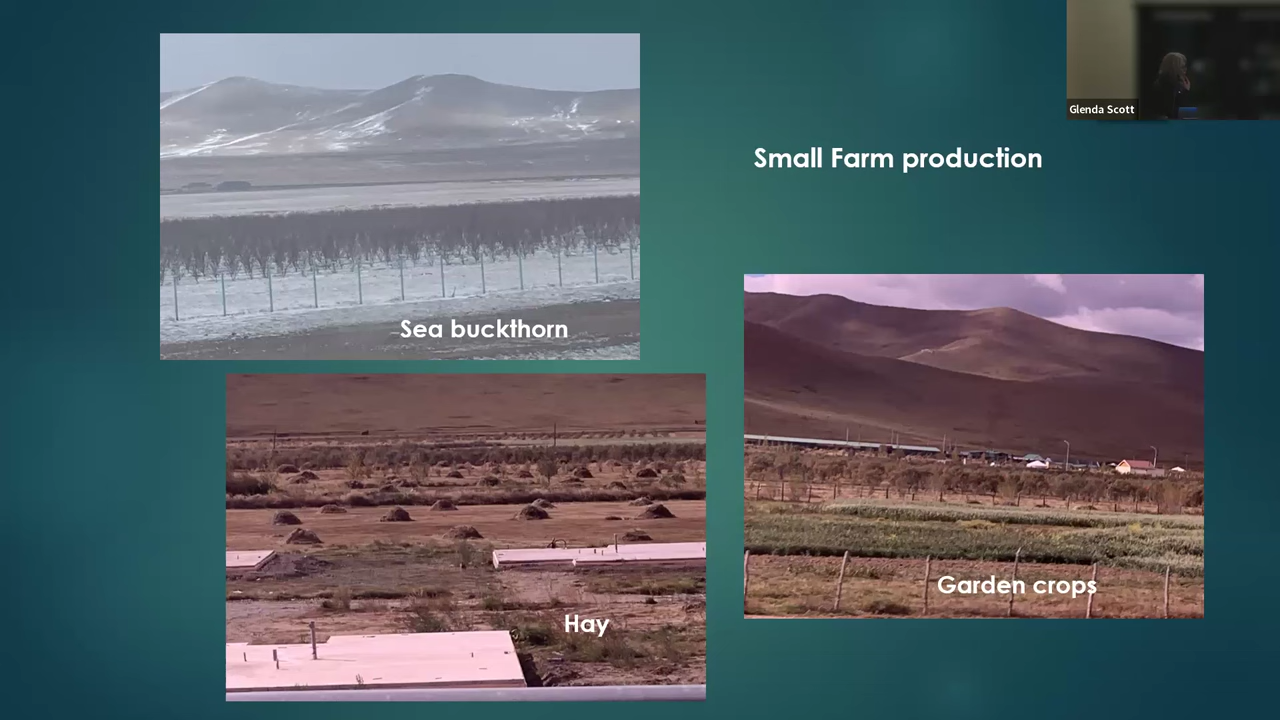 Glenda Scott
Small Farm production
Sea buckthorn
Garden crops
Hay